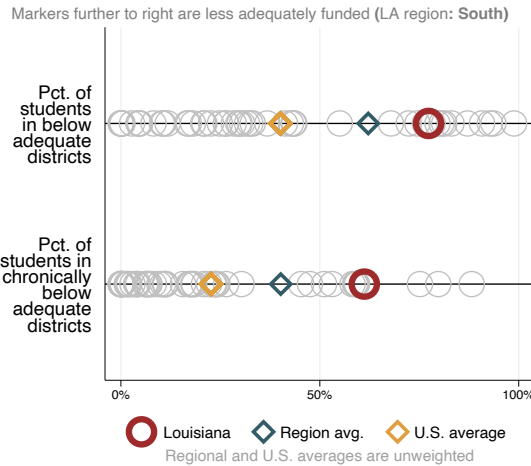 Markers further to right are less adequately funded (LA region: South)
Pct. of
students
in below
adequate
districts
Pct. of
students in
chronically
below
adequate
districts
0%
50%
100%
Louisiana
Region avg.
U.S. average
Regional and U.S. averages are unweighted